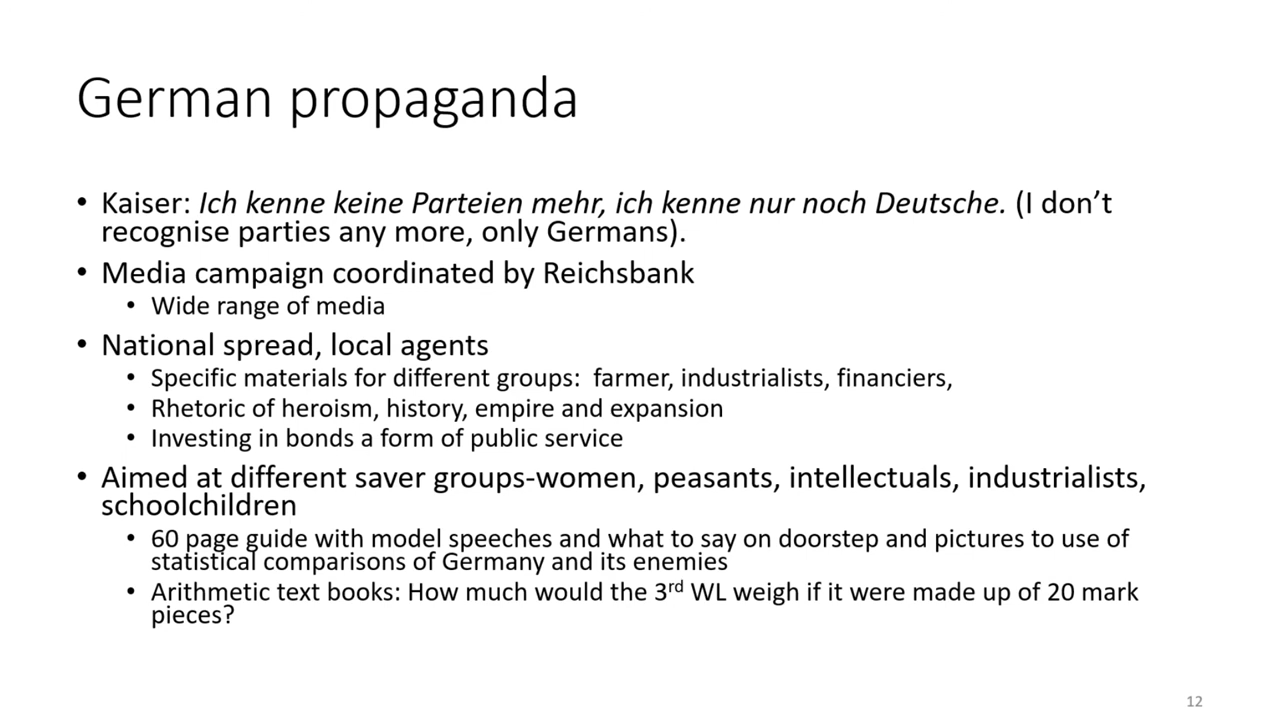 German propaganda
• Kaiser: Ich kenne keine Parteien mehr, ich kenne nur noch Deutsche. (I don’t
recognise parties any more, only Germans).
• Media campaign coordinated by Reichsbank
• Wide range of media
• National spread, local agents
• Specific materials for different groups:  farmer, industrialists, financiers,
• Rhetoric of heroism, history, empire and expansion
• Investing in bonds a form of public service
• Aimed at different saver groups-women, peasants, intellectuals, industrialists,
schoolchildren
• 60 page guide with model speeches and what to say on doorstep and pictures to use of
statistical comparisons of Germany and its enemies
• Arithmetic text books: How much would the 3rd WL weigh if it were made up of 20 mark
pieces?
12